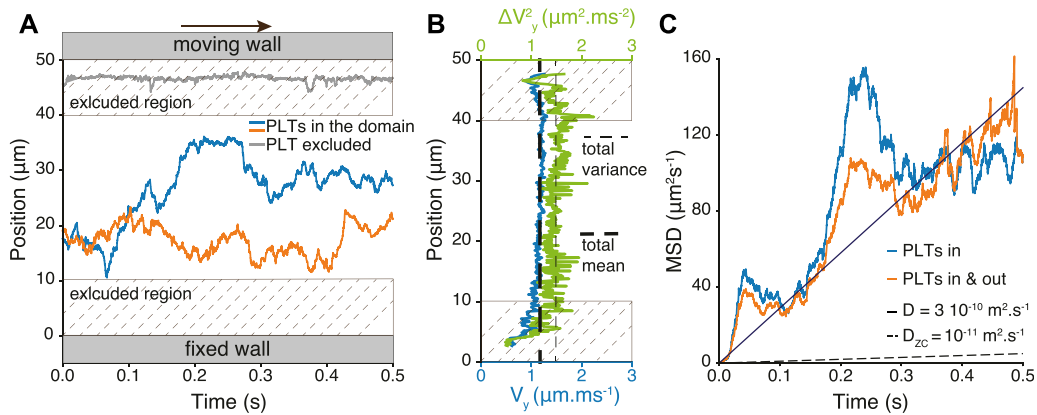 A
moving wall
50
exlcuded region
40
PLTs in the domain
PLT excluded
30
20
10
exlcuded region
0
fixed wall
Position (μm)
0.0 0.1 0.2 0.3 0.4 0.5
Time (s)
B
ΔV²y (μm².ms⁻²)
0 1 2 3
50
40
30
20
10
0
Position (μm)
total
variance
total
mean
0 1 2 3
Vy (μm.ms⁻¹)
C
160
120
80
40
0
MSD (μm²s⁻¹)
PLTs in
PLTs in & out
D = 3 10⁻¹⁰ m².s⁻¹
DZC = 10⁻¹¹ m².s⁻¹
0.0 0.1 0.2 0.3 0.4 0.5
Time (s)